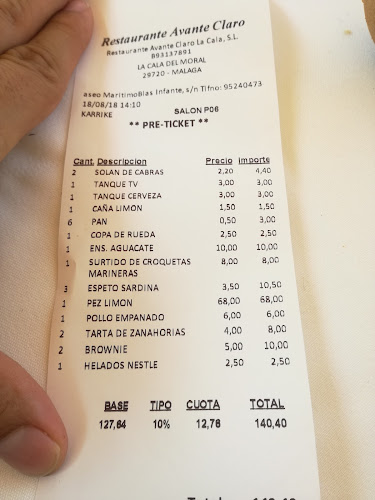 Restaurante Avante Claro
Restaurante Avante Claro La Cala, S.L.
B93137891
LA CALA DEL MORAL
29720 - MALAGA
aseo MaritimoBlas Infante, s/n Tlfno: 95240473
18/08/18 14:10 SALON P06
KARRIKE
** PRE-TICKET **
Cant. Descripcion Precio Importe
2 SOLAN DE CABRAS 2,20 4,40
1 TANQUE TV 3,00 3,00
1 TANQUE CERVEZA 3,00 3,00
1 CAÑA LIMON 1,50 1,50
6 PAN 0,50 3,00
1 COPA DE RUEDA 2,50 2,50
1 ENS. AGUACATE 10,00 10,00
1 SURTIDO DE CROQUETAS 8,00 8,00
MARINERAS
3 ESPETO SARDINA 3,50 10,50
1 PEZ LIMON 68,00 68,00
1 POLLO EMPANADO 6,00 6,00
2 TARTA DE ZANAHORIAS 4,00 8,00
2 BROWNIE 5,00 10,00
1 HELADOS NESTLE 2,50 2,50
BASE TIPO CUOTA TOTAL
127,64 10% 12,76 140,40